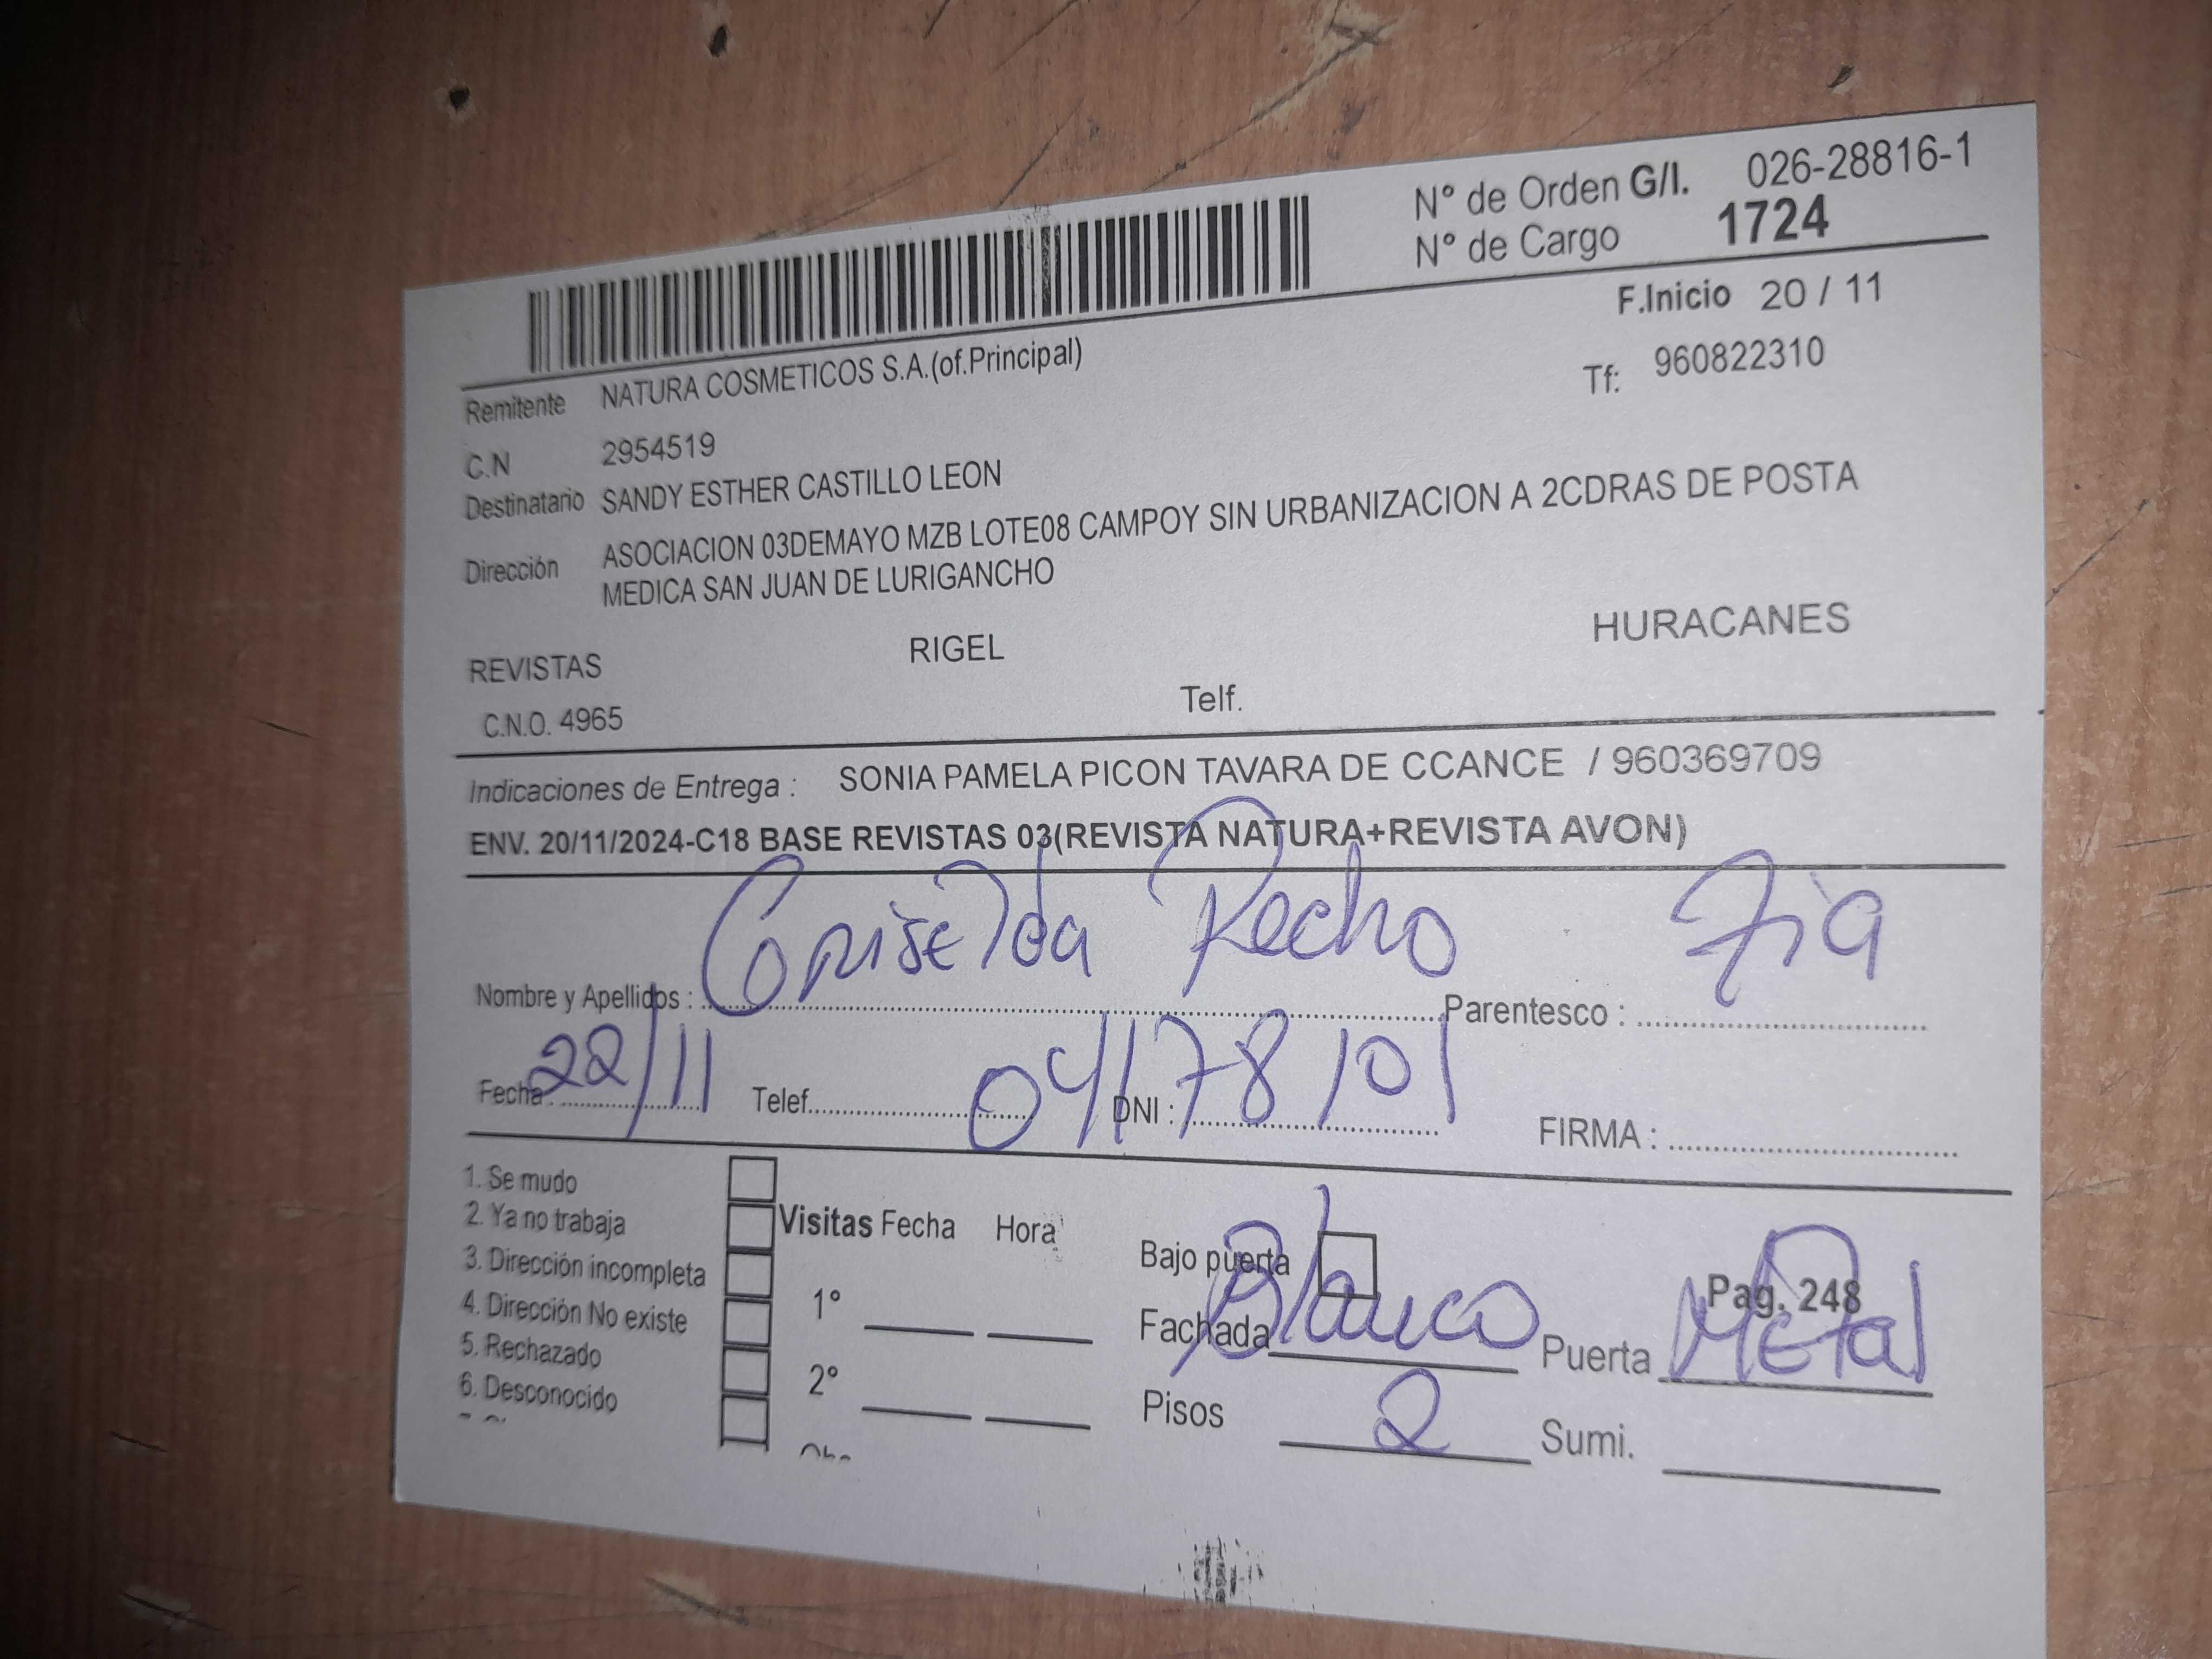 N° de Orden G/I. 026-28816-1
N° de Cargo 1724
F.Inicio 20 / 11
Remitente NATURA COSMETICOS S.A.(of.Principal)
Tf: 960822310
C.N 2954519
Destinatario SANDY ESTHER CASTILLO LEON
Dirección ASOCIACION 03DEMAYO MZB LOTE08 CAMPOY SIN URBANIZACION A 2CDRAS DE POSTA
MEDICA SAN JUAN DE LURIGANCHO
REVISTAS RIGEL HURACANES
C.N.O. 4965 Telf.
Indicaciones de Entrega : SONIA PAMELA PICON TAVARA DE CCANCE / 960369709
ENV. 20/11/2024-C18 BASE REVISTAS 03(REVISTA NATURA+REVISTA AVON)
Nombre y Apellidos : Griselda Parentesco : Tia
Fecha : 22/11 Telef. DNI : 04178101 FIRMA :
1. Se mudo
2. Ya no trabaja Visitas Fecha Hora
3. Dirección incompleta Bajo puerta
4. Dirección No existe 1° Pag. 248
5. Rechazado Fachada Blanco Puerta Metal
6. Desconocido 2° Pisos 2 Sumi.